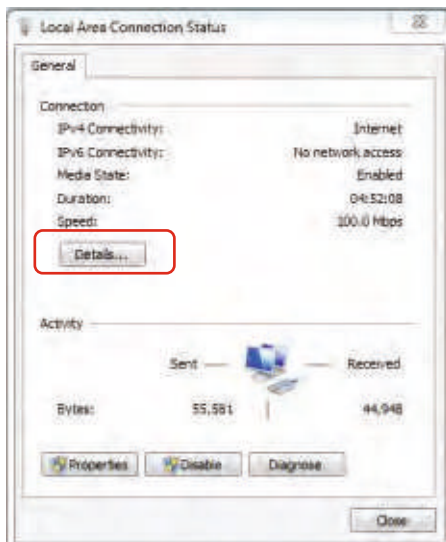 Local Area Connection Status
General
Connection
IPv4 Connectivity: Internet
IPv6 Connectivity: No network access
Media State: Enabled
Duration: 04:52:08
Speed: 100.0 Mbps
Details...
Activity
Sent — — Received
Bytes: 55,581 | 44,948
Properties Disable Diagnose
Close